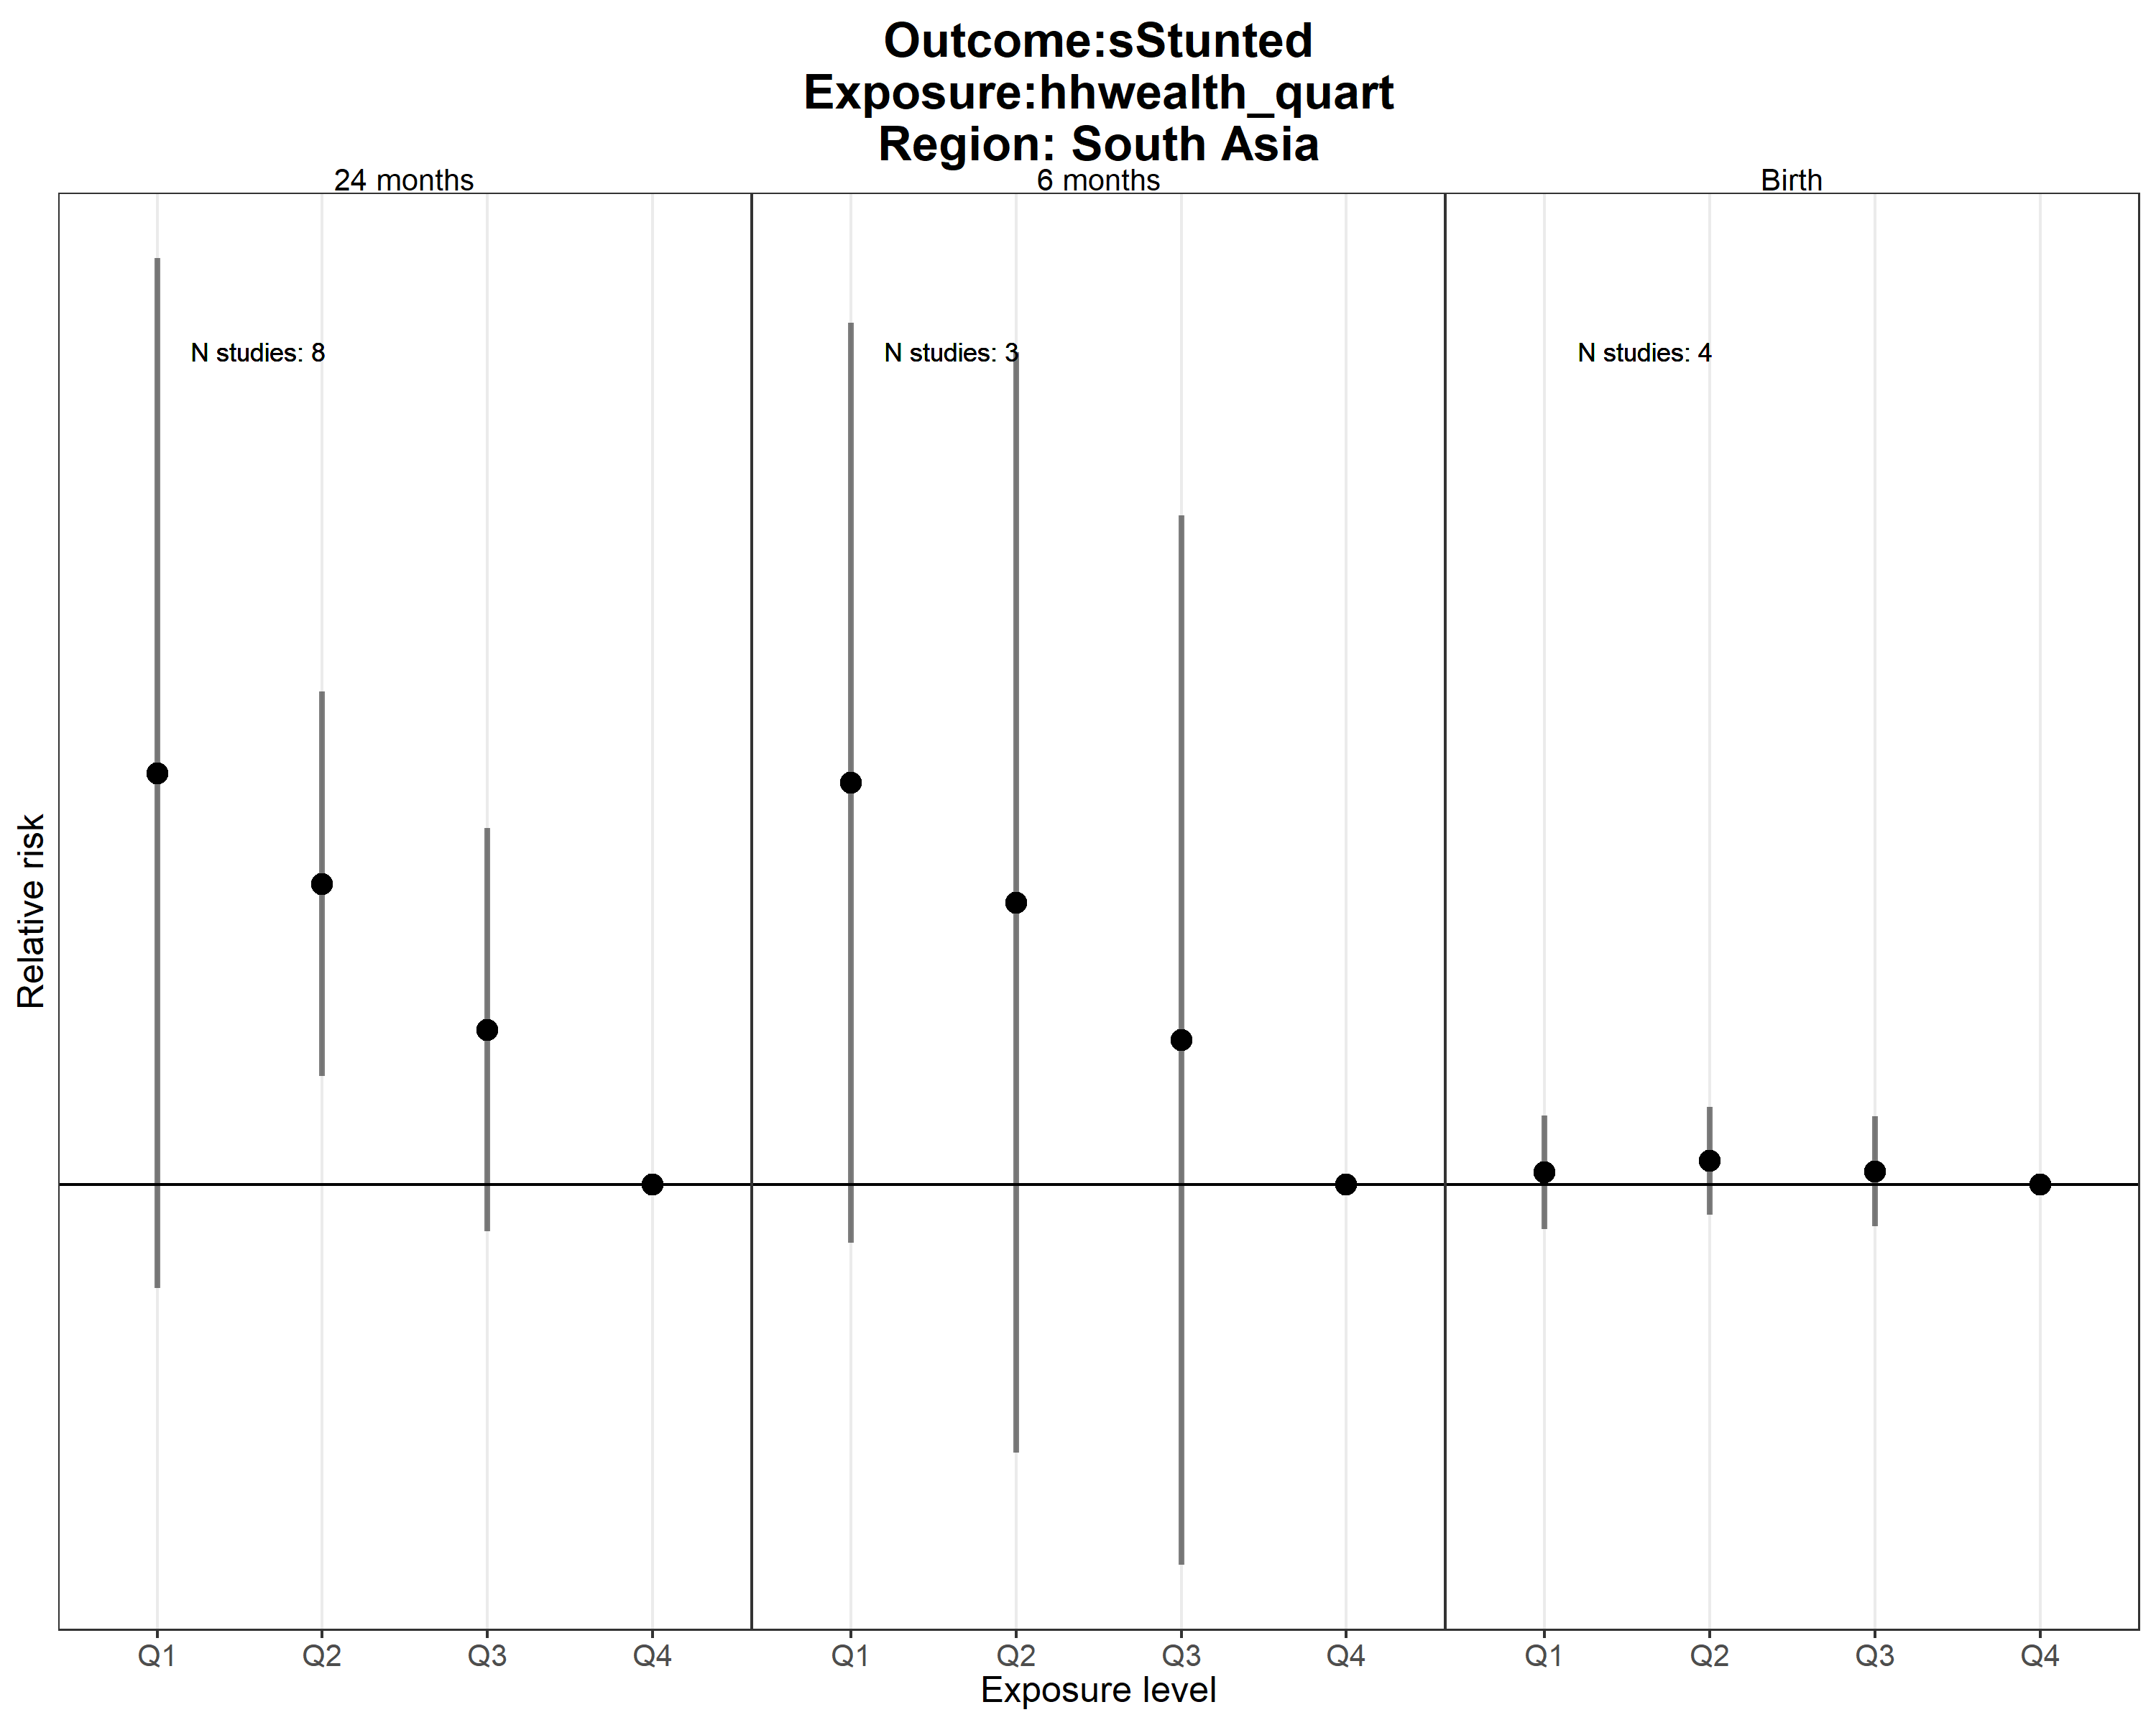 Outcome:sStunted
Exposure:hhwealth_quart
Region: South Asia
24 months
6 months
Birth
N studies: 8
N studies: 3
N studies: 4
Relative risk
Q1 Q2 Q3 Q4 Q1 Q2 Q3 Q4 Q1 Q2 Q3 Q4
Exposure level